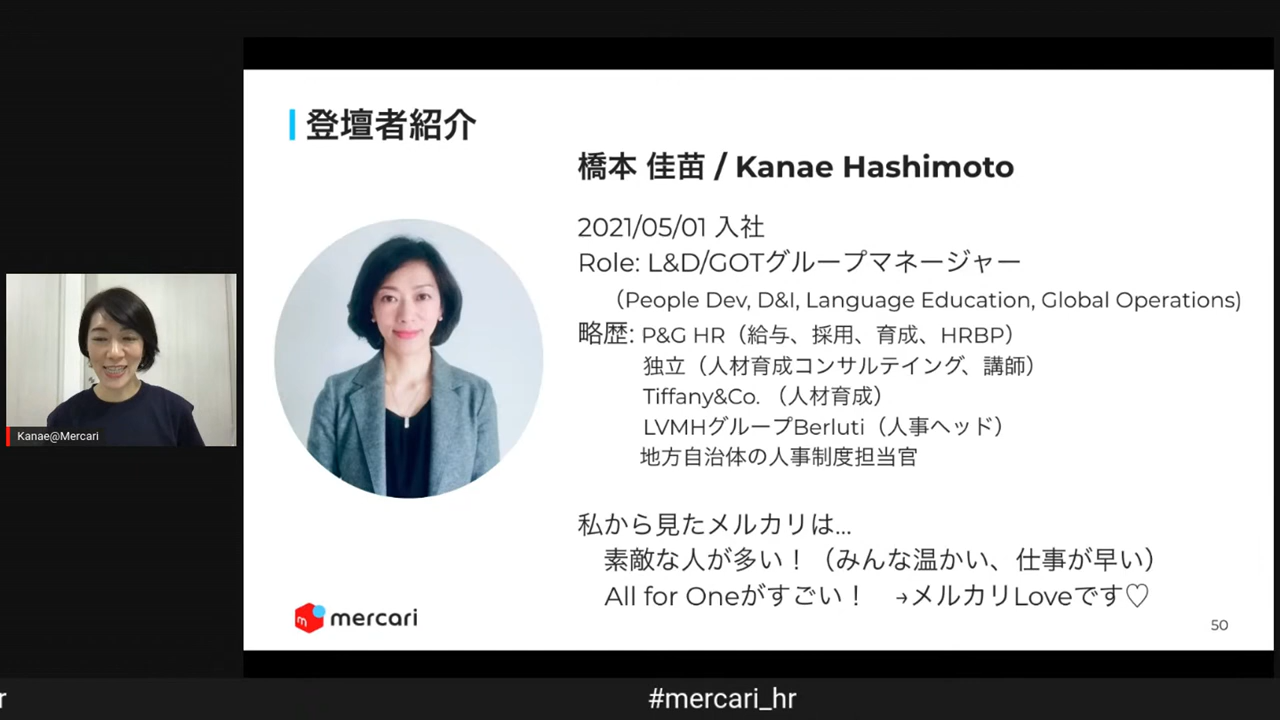 登壇者紹介
橋本 佳苗 / Kanae Hashimoto
2021/05/01 入社
Role: L&D/GOTグループマネージャー
（People Dev, D&I, Language Education, Global Operations)
略歴: P&G HR（給与、採用、育成、HRBP）
独立（人材育成コンサルテイング、講師）
Tiffany&Co. （人材育成）
LVMHグループBerluti（人事ヘッド）
地方自治体の人事制度担当官
私から見たメルカリは...
素敵な人が多い！（みんな温かい、仕事が早い）
All for Oneがすごい！ →メルカリLoveです♡
mercari
50
Kanae@Mercari
r
#mercari_hr